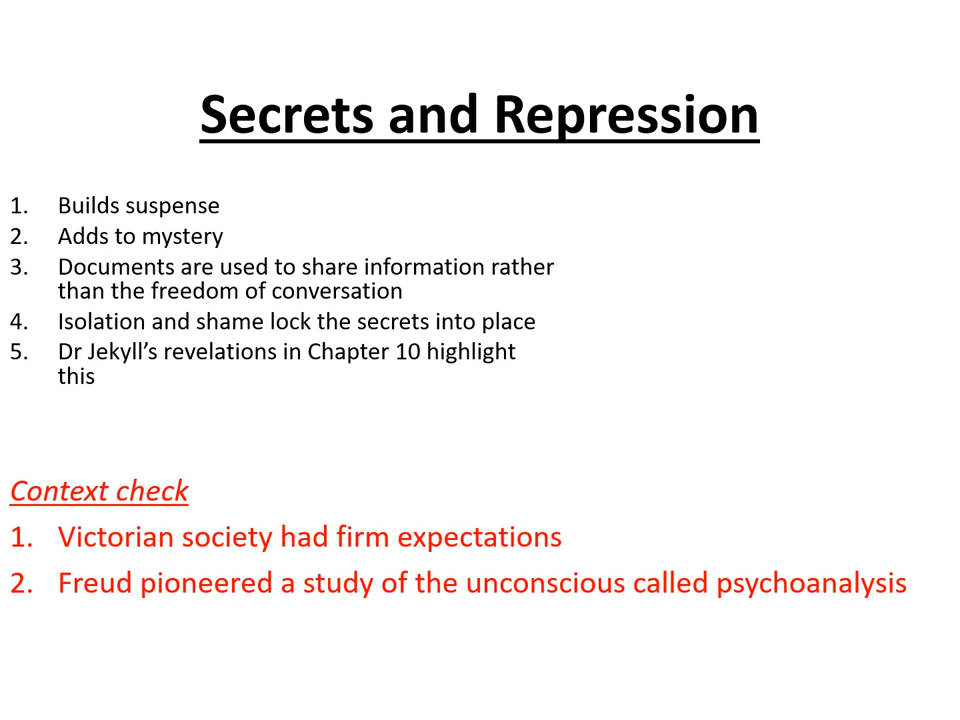 Secrets and Repression
1. Builds suspense
2. Adds to mystery
3. Documents are used to share information rather
than the freedom of conversation
4. Isolation and shame lock the secrets into place
5. Dr Jekyll’s revelations in Chapter 10 highlight
this
Context check
1. Victorian society had firm expectations
2. Freud pioneered a study of the unconscious called psychoanalysis